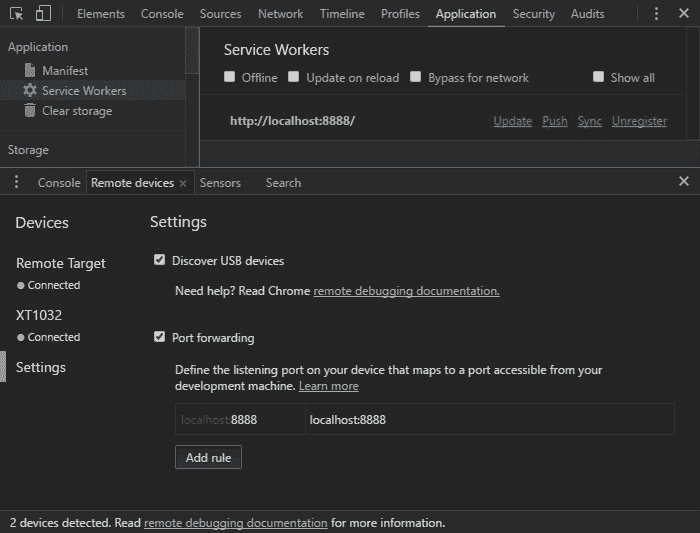 Elements Console Sources Network Timeline Profiles Application Security Audits
Application
Manifest
Service Workers
Clear storage
Storage
Service Workers
Offline Update on reload Bypass for network Show all
http://localhost:8888/ Update Push Sync Unregister
Console Remote devices Sensors Search
Devices
Remote Target
Connected
XT1032
Connected
Settings
Settings
Discover USB devices
Need help? Read Chrome remote debugging documentation.
Port forwarding
Define the listening port on your device that maps to a port accessible from your
development machine. Learn more
localhost:8888 localhost:8888
Add rule
2 devices detected. Read remote debugging documentation for more information.